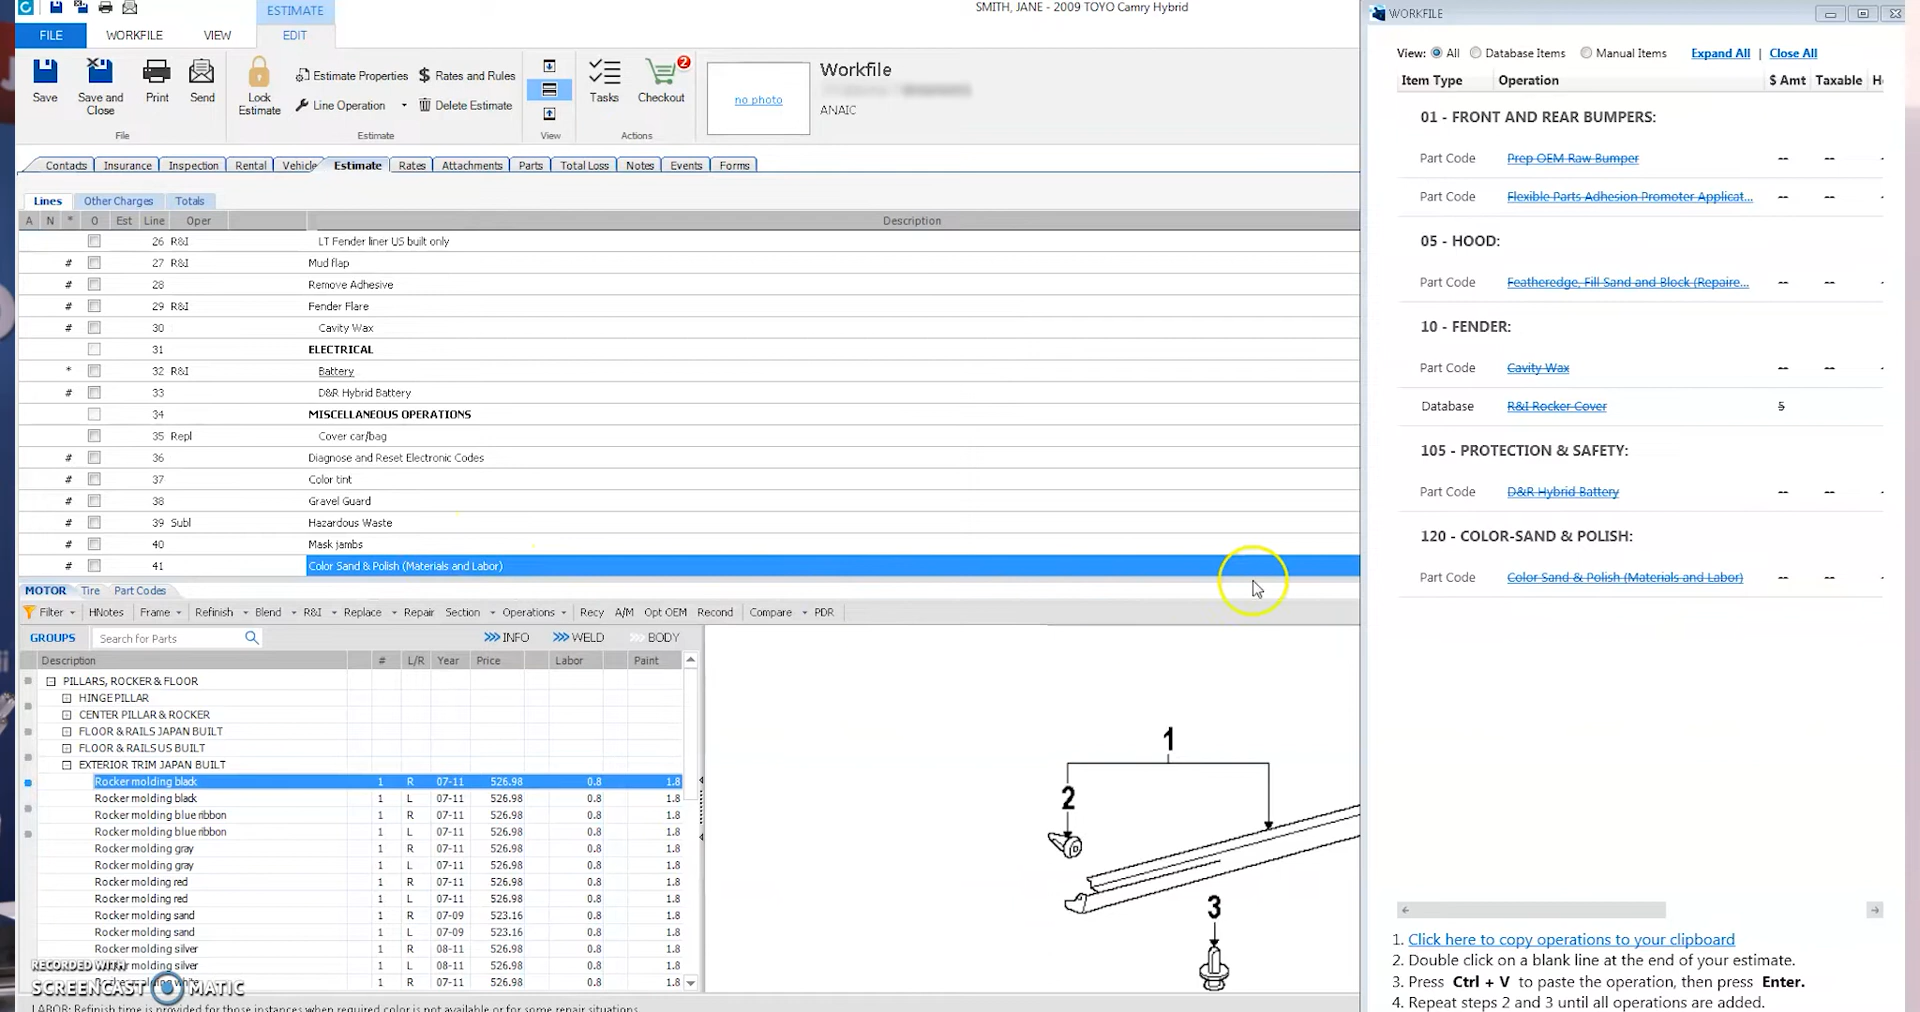 ESTIMATE
SMITH, JANE - 2009 TOYO Camry Hybrid
WORKFILE
FILE WORKFILE VIEW EDIT
Save
Save and Close
Print
Send
File
Lock Estimate
Estimate Properties
$ Rates and Rules
Line Operation
Delete Estimate
Estimate
View
Tasks
Checkout
2
Actions
no photo
Workfile
ANAIC
Contacts Insurance Inspection Rental Vehicle Estimate Rates Attachments Parts Total Loss Notes Events Forms
Lines Other Charges Totals
A N * O Est Line Oper Description
26 R&I LT Fender liner US built only
# 27 R&I Mud flap
# 28 Remove Adhesive
# 29 R&I Fender Flare
# 30 Cavity Wax
31 ELECTRICAL
* 32 R&I Battery
# 33 D&R Hybrid Battery
34 MISCELLANEOUS OPERATIONS
35 Repl Cover car/bag
# 36 Diagnose and Reset Electronic Codes
# 37 Color tint
# 38 Gravel Guard
# 39 Subl Hazardous Waste
# 40 Mask jambs
# 41 Color Sand & Polish (Materials and Labor)
MOTOR Tire Part Codes
Filter HNotes Frame Refinish Blend R&I Replace Repair Section Operations Recy A/M Opt OEM Recond Compare PDR
GROUPS Search for Parts INFO WELD BODY
Description # L/R Year Price Labor Paint
PILLARS, ROCKER & FLOOR
HINGE PILLAR
CENTER PILLAR & ROCKER
FLOOR & RAILS JAPAN BUILT
FLOOR & RAILS US BUILT
EXTERIOR TRIM JAPAN BUILT
Rocker molding black 1 R 07-11 526.98 0.8 1.8
Rocker molding black 1 L 07-11 526.98 0.8 1.8
Rocker molding blue ribbon 1 R 07-11 526.98 0.8 1.8
Rocker molding blue ribbon 1 L 07-11 526.98 0.8 1.8
Rocker molding gray 1 R 07-11 526.98 0.8 1.8
Rocker molding gray 1 L 07-11 526.98 0.8 1.8
Rocker molding red 1 R 07-11 526.98 0.8 1.8
Rocker molding red 1 L 07-11 526.98 0.8 1.8
Rocker molding sand 1 R 07-09 523.16 0.8 1.8
Rocker molding sand 1 L 07-09 523.16 0.8 1.8
Rocker molding silver 1 R 08-11 526.98 0.8 1.8
molding silver 1 L 08-11 526.98 0.8 1.8
1 R 07-11 526.98 0.8 1.8
RECORDED WITH
SCREENCAST MATIC
LABOR: Refinish time is provided for those instances when required color is not available or for some repair situations.
1
2
3
View: All Database Items Manual Items Expand All | Close All
Item Type Operation $ Amt Taxable
01 - FRONT AND REAR BUMPERS:
Part Code Prep OEM Raw Bumper -- --
Part Code Flexible Parts Adhesion Promoter Applicat... -- --
05 - HOOD:
Part Code Featheredge, Fill Sand and Block (Repaire... -- --
10 - FENDER:
Part Code Cavity Wax -- --
Database R&I Rocker Cover 5
105 - PROTECTION & SAFETY:
Part Code D&R Hybrid Battery -- --
120 - COLOR-SAND & POLISH:
Part Code Color Sand & Polish (Materials and Labor) -- --
1. Click here to copy operations to your clipboard
2. Double click on a blank line at the end of your estimate.
3. Press Ctrl + V to paste the operation, then press Enter.
4. Repeat steps 2 and 3 until all operations are added.